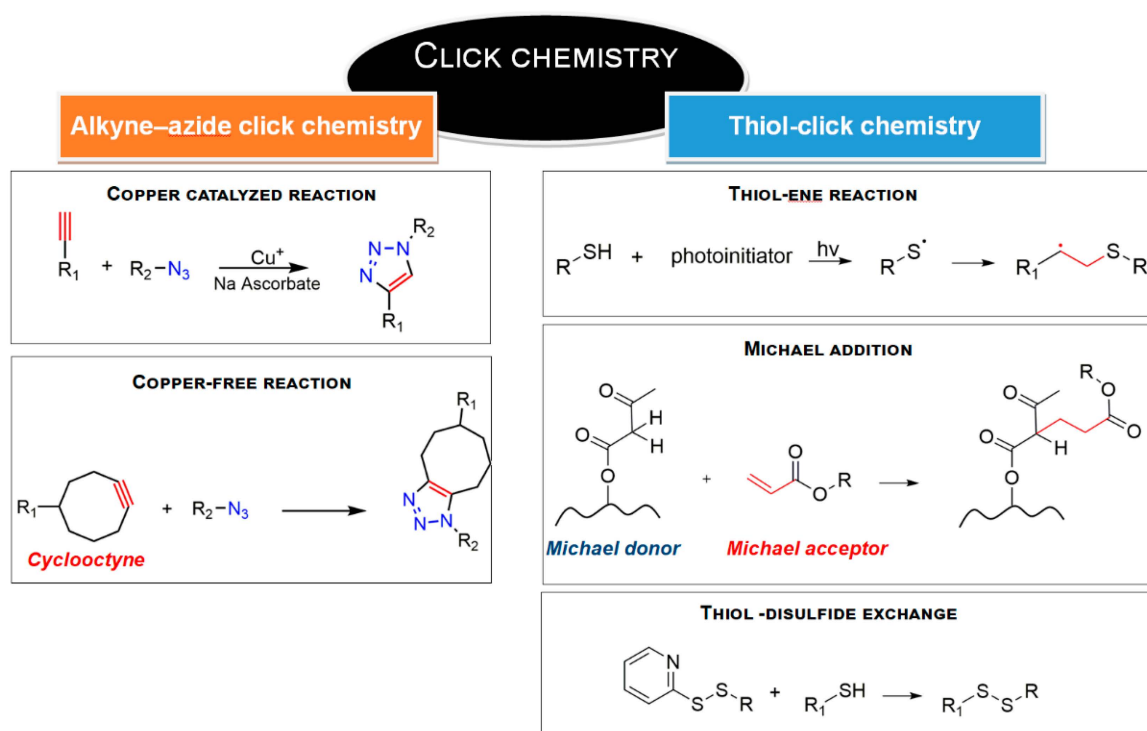 CLICK CHEMISTRY
Alkyne–azide click chemistry
Thiol-click chemistry
COPPER CATALYZED REACTION
R1
+
R2–N3
Cu+
Na Ascorbate
N
N
N
R2
R1
COPPER-FREE REACTION
R1
Cyclooctyne
+
R2–N3
R1
N
N
N
R2
THIOL-ENE REACTION
R
SH
+
photoinitiator
hν
R
S•
R1
•
S
R
MICHAEL ADDITION
O
H
H
O
O
Michael donor
+
O
O
R
Michael acceptor
R
O
O
O
O
H
O
THIOL -DISULFIDE EXCHANGE
N
S
S
R
+
R1
SH
R1
S
S
R